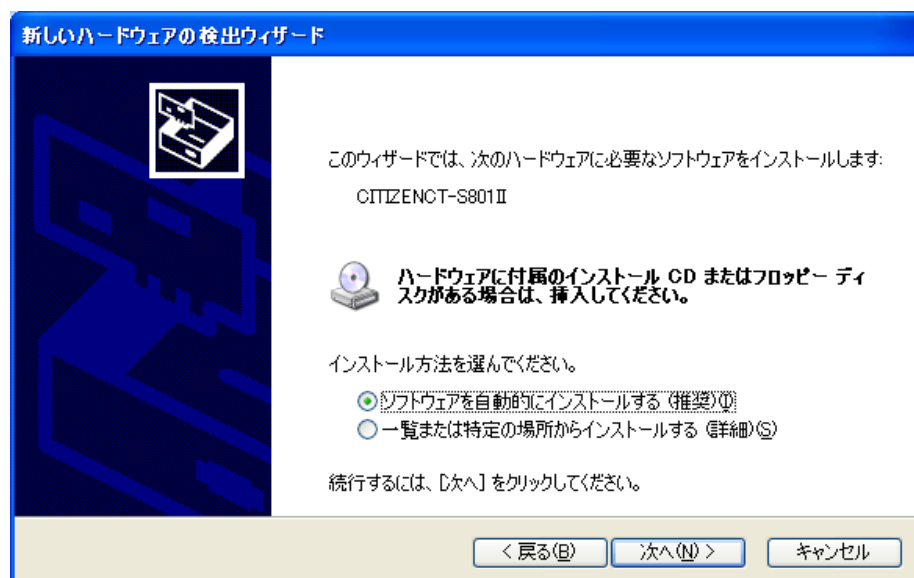 新しいハードウェアの検出ウィザード
このウィザードでは、次のハードウェアに必要なソフトウェアをインストールします:
CITIZENCT-S801Ⅱ
ハードウェアに付属のインストール CD またはフロッピー ディ
スクがある場合は、挿入してください。
インストール方法を選んでください。
ソフトウェアを自動的にインストールする (推奨)(I)
一覧または特定の場所からインストールする (詳細)(S)
続行するには、[次へ] をクリックしてください。
< 戻る(B)
次へ(N) >
キャンセル